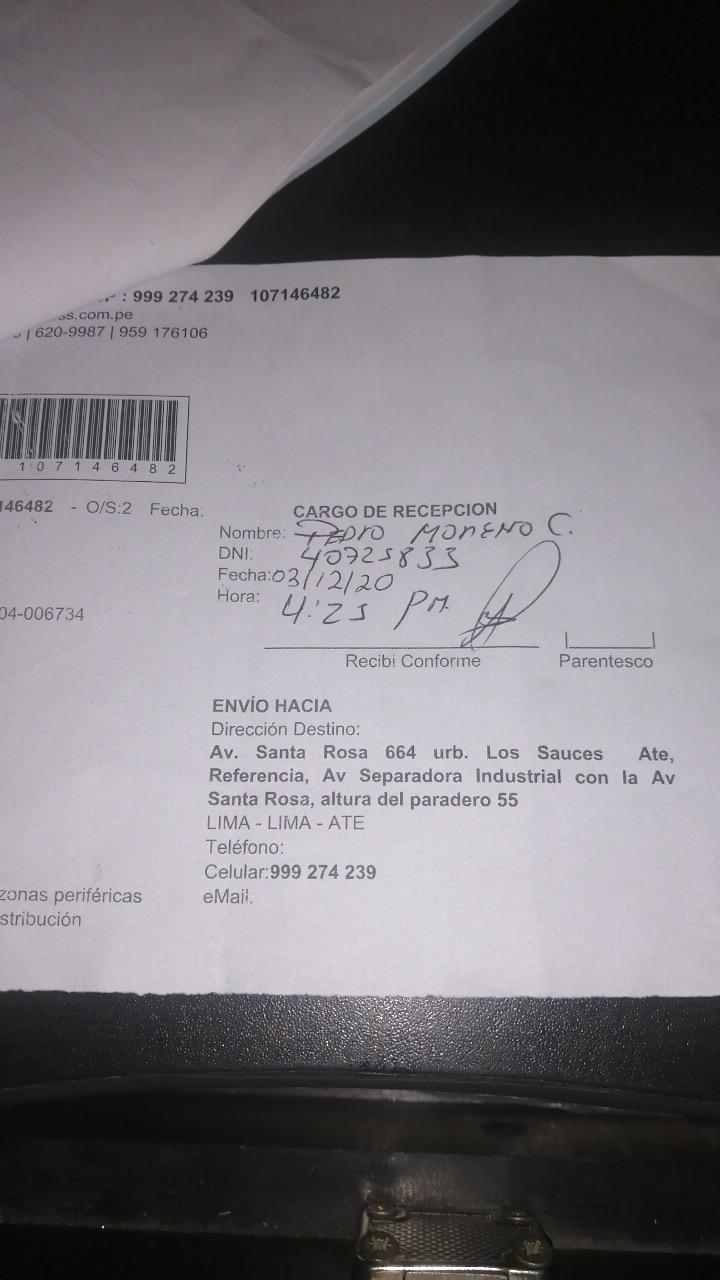 : 999 274 239 107146482
ss.com.pe
| 620-9987 | 959 176106
107146482
146482 - O/S:2 Fecha:
CARGO DE RECEPCION
Nombre: PEDRO MORENO C.
DNI: 40725833
Fecha: 03/12/20
Hora: 4:25 PM.
04-006734
Recibi Conforme Parentesco
ENVÍO HACIA
Dirección Destino:
Av. Santa Rosa 664 urb. Los Sauces Ate,
Referencia, Av Separadora Industrial con la Av
Santa Rosa, altura del paradero 55
LIMA - LIMA - ATE
Teléfono:
Celular:999 274 239
eMail.
zonas periféricas
stribución